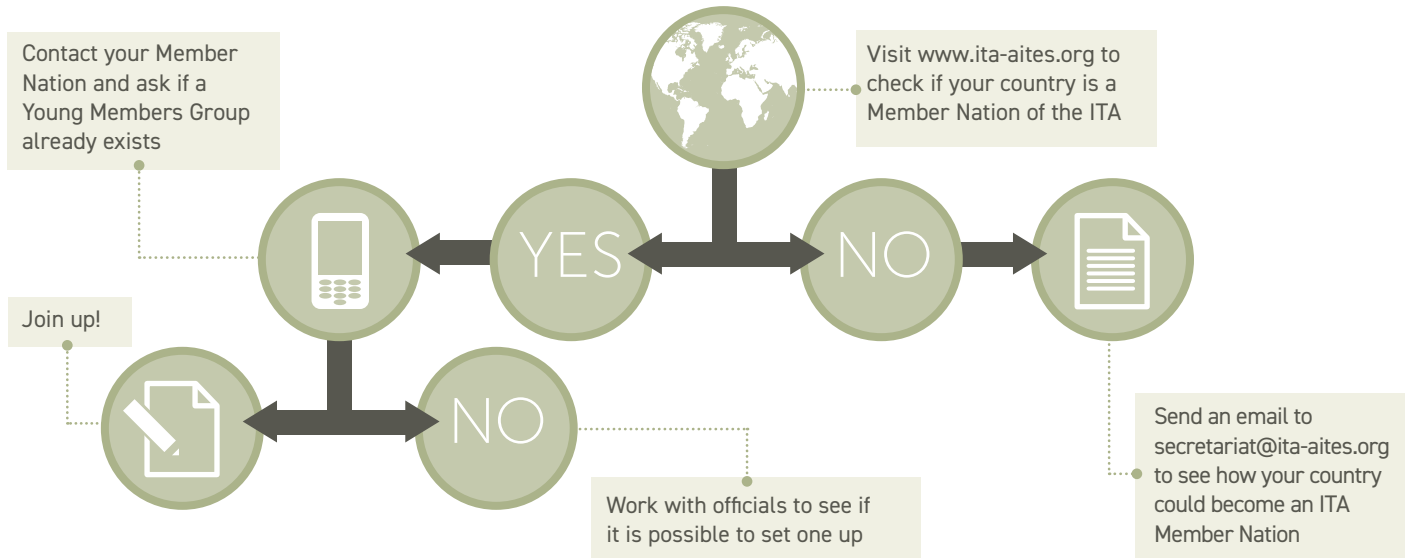 Visit www.ita-aites.org to
check if your country is a
Member Nation of the ITA
Contact your Member
Nation and ask if a
Young Members Group
already exists
YES
NO
Join up!
NO
Work with officials to see if
it is possible to set one up
Send an email to
secretariat@ita-aites.org
to see how your country
could become an ITA
Member Nation